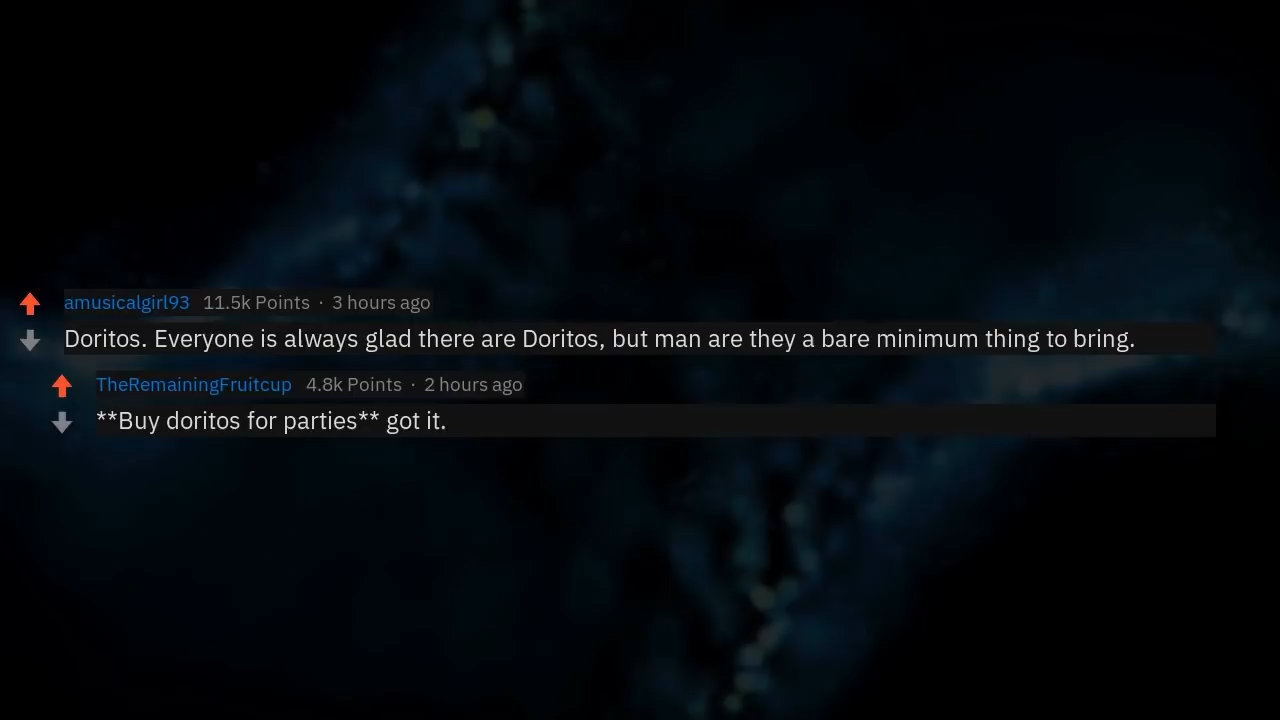 amusicalgirl93 11.5k Points · 3 hours ago
Doritos. Everyone is always glad there are Doritos, but man are they a bare minimum thing to bring.
TheRemainingFruitcup 4.8k Points · 2 hours ago
**Buy doritos for parties** got it.